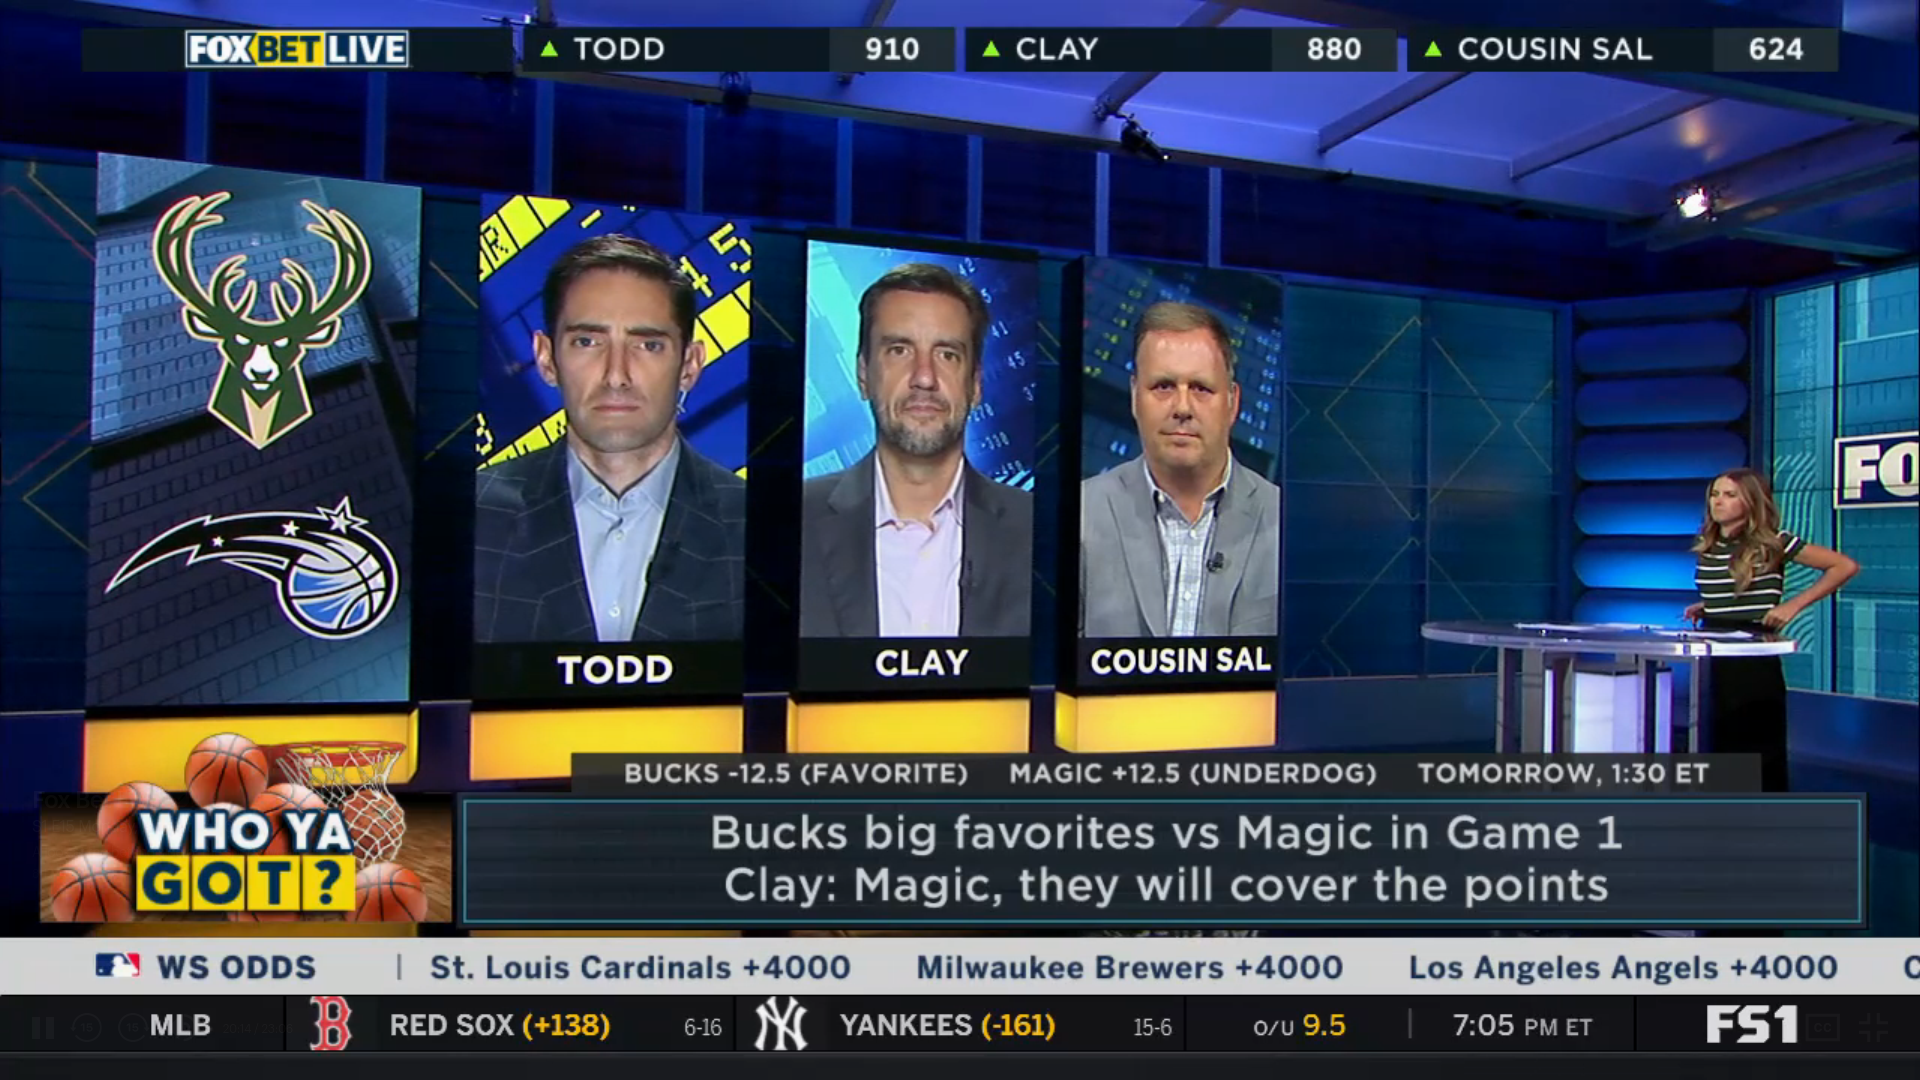 FOX BET LIVE
TODD 910
CLAY 880
COUSIN SAL 624
FO
TODD
CLAY
COUSIN SAL
BUCKS -12.5 (FAVORITE) MAGIC +12.5 (UNDERDOG) TOMORROW, 1:30 ET
WHO YA
GOT?
Bucks big favorites vs Magic in Game 1
Clay: Magic, they will cover the points
WS ODDS | St. Louis Cardinals +4000 Milwaukee Brewers +4000 Los Angeles Angels +4000 C
MLB B RED SOX (+138) 6-16 NY YANKEES (-161) 15-6 O/U 9.5 | 7:05 PM ET FS1